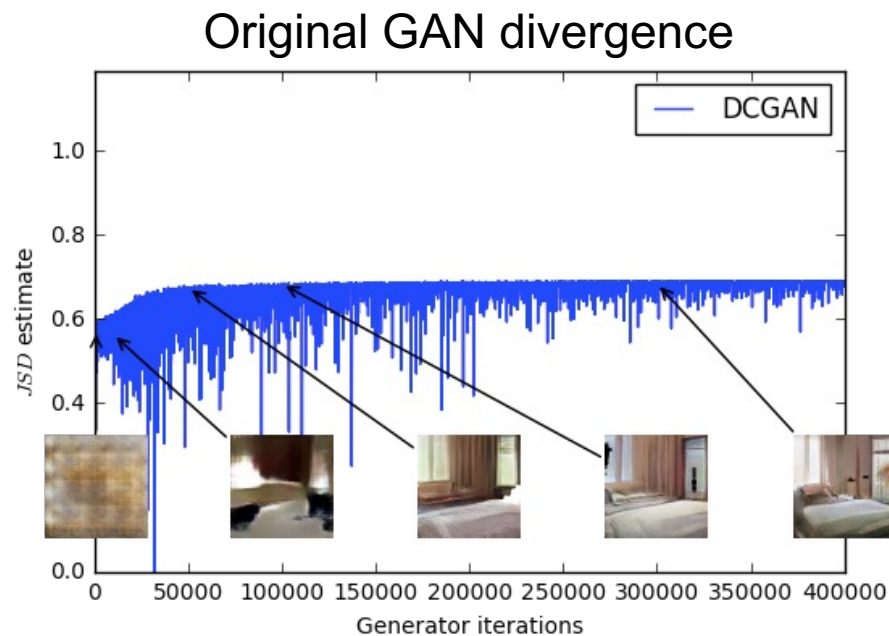 Original GAN divergence
DCGAN
1.0
0.8
0.6
0.4
0.0
JSD estimate
0 50000 100000 150000 200000 250000 300000 350000 400000
Generator iterations